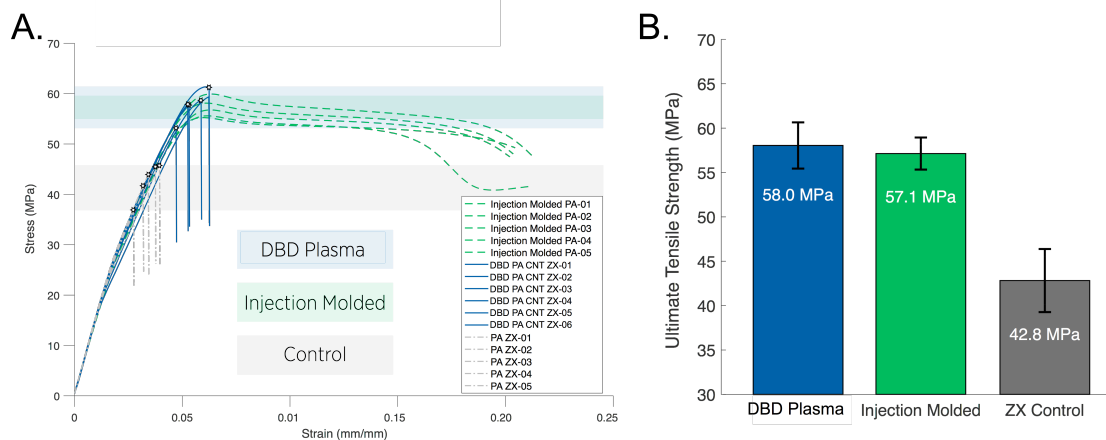 A.
70
60
50
40
30
20
10
0
Stress (MPa)
0
0.05
0.01
0.15
0.20
0.25
Strain (mm/mm)
DBD Plasma
Injection Molded
Control
Injection Molded PA-01
Injection Molded PA-02
Injection Molded PA-03
Injection Molded PA-04
Injection Molded PA-05
DBD PA CNT ZX-01
DBD PA CNT ZX-02
DBD PA CNT ZX-03
DBD PA CNT ZX-04
DBD PA CNT ZX-05
DBD PA CNT ZX-06
PA ZX-01
PA ZX-02
PA ZX-03
PA ZX-04
PA ZX-05
B.
70
65
60
55
50
45
40
35
30
Ultimate Tensile Strength (MPa)
58.0 MPa
57.1 MPa
42.8 MPa
DBD Plasma
Injection Molded
ZX Control